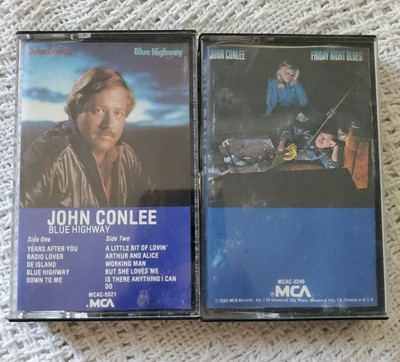 John Conlee
Blue Highway
JOHN CONLEE
BLUE HIGHWAY
Side One
YEARS AFTER YOU
RADIO LOVER
DE ISLAND
BLUE HIGHWAY
DOWN TO ME
Side Two
A LITTLE BIT OF LOVIN'
ARTHUR AND ALICE
WORKING MAN
BUT SHE LOVES ME
IS THERE ANYTHING I CAN
DO
MCAC-5521
MCA
JOHN CONLEE
FRIDAY NIGHT BLUES
MCAC-3246
MCA